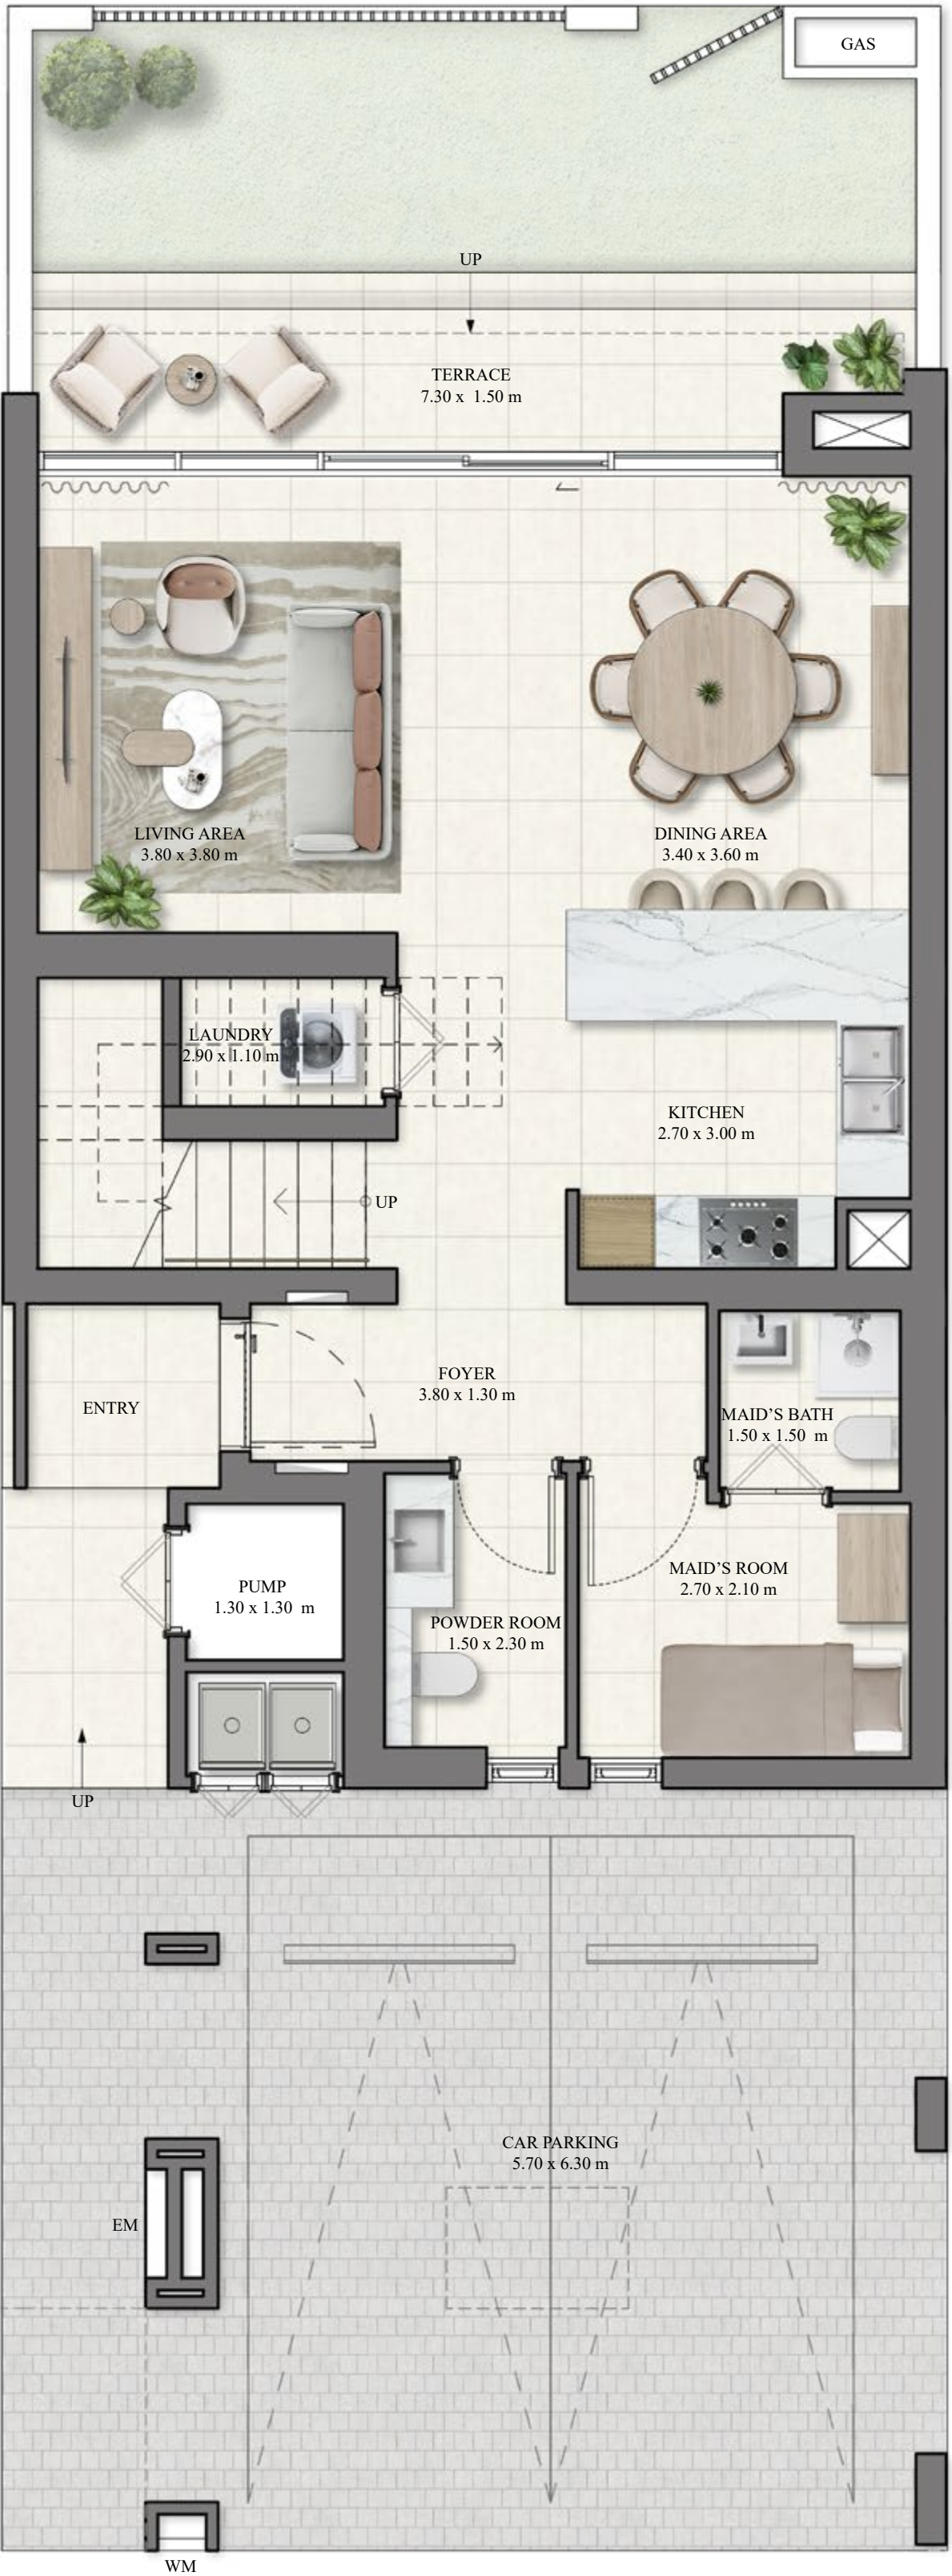 GAS
UP
TERRACE
7.30 x 1.50 m
LIVING AREA
3.80 x 3.80 m
DINING AREA
3.40 x 3.60 m
LAUNDRY
2.90 x 1.10 m
KITCHEN
2.70 x 3.00 m
UP
FOYER
3.80 x 1.30 m
ENTRY
MAID'S BATH
1.50 x 1.50 m
PUMP
1.30 x 1.30 m
MAID'S ROOM
2.70 x 2.10 m
POWDER ROOM
1.50 x 2.30 m
UP
CAR PARKING
5.70 x 6.30 m
EM
WM